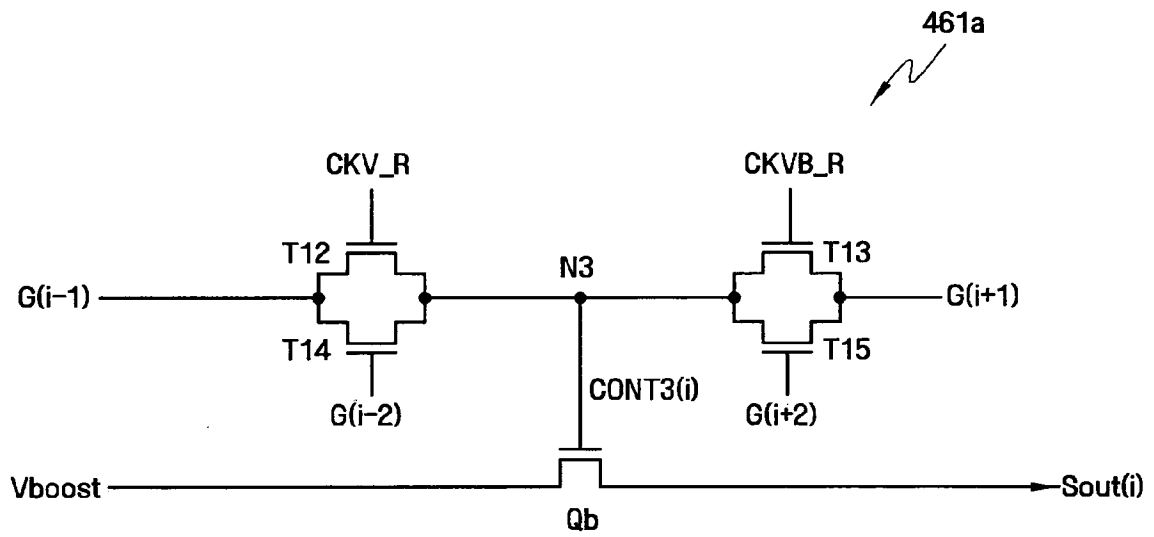 461a
CKV_R
CKVB_R
T12
T13
N3
G(i-1)
G(i+1)
T14
T15
CONT3(i)
G(i-2)
G(i+2)
Vboost
Sout(i)
Qb